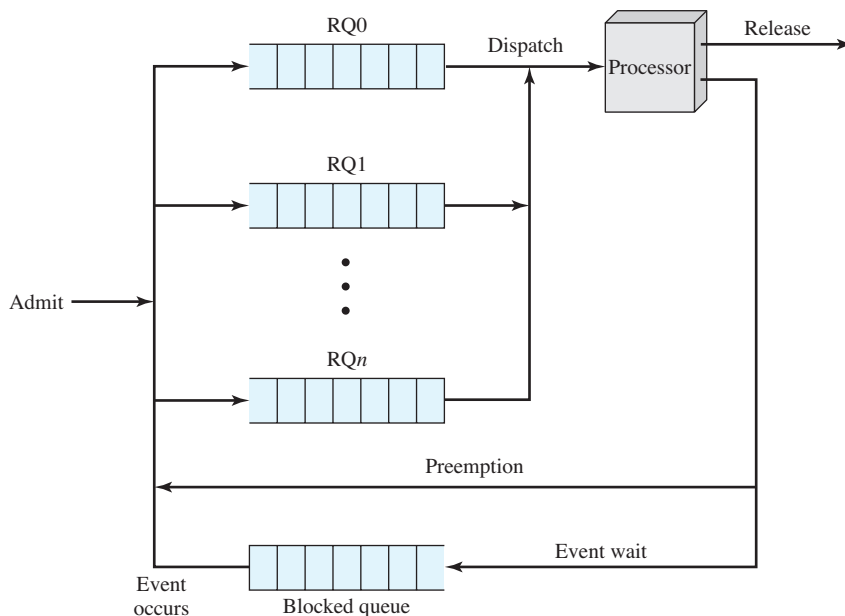 RQ0
Dispatch
Release
Processor
RQ1
Admit
RQn
Preemption
Event wait
Event
occurs
Blocked queue